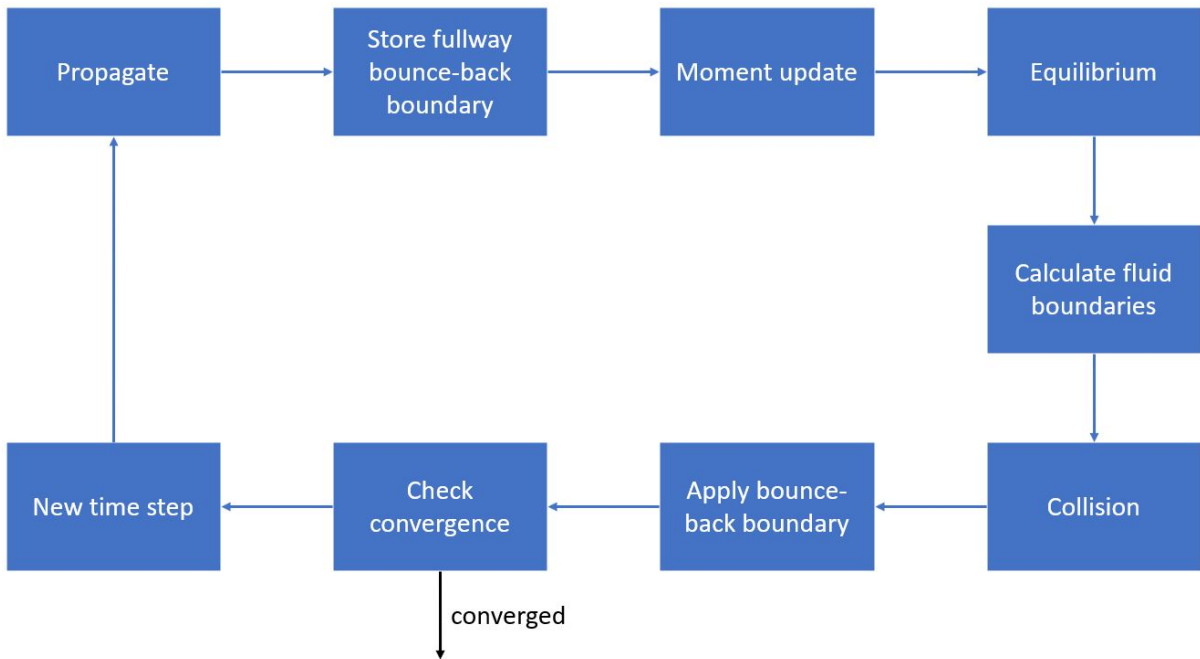 Propagate
Store fullway
bounce-back
boundary
Moment update
Equilibrium
Calculate fluid
boundaries
Collision
Apply bounce-
back boundary
Check
convergence
New time step
converged